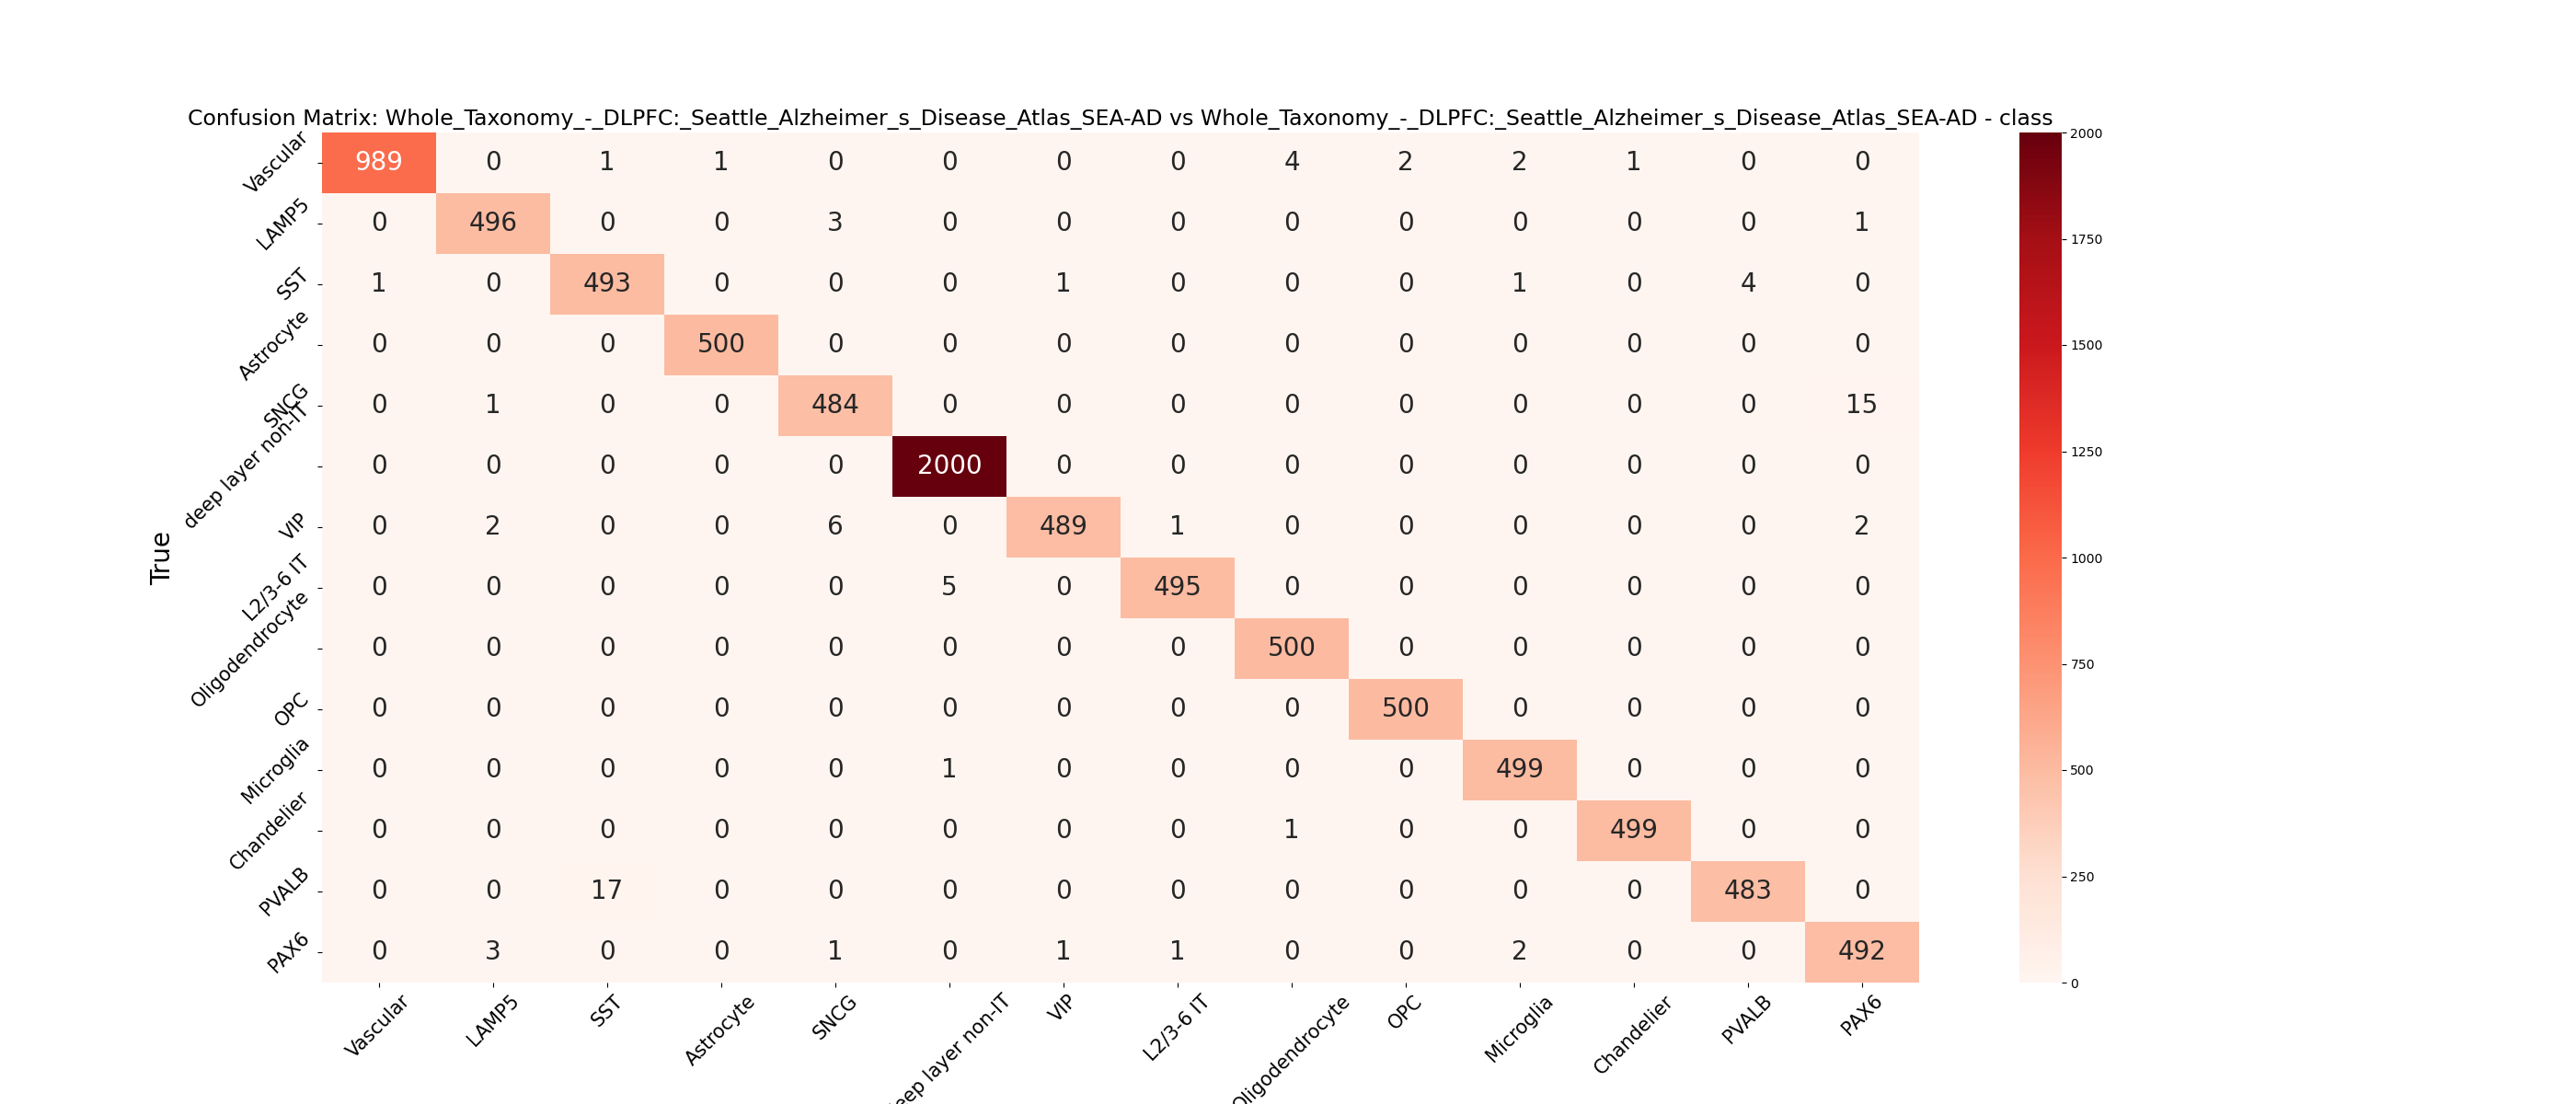 Confusion Matrix: Whole_Taxonomy_-_DLPFC:_Seattle_Alzheimer_s_Disease_Atlas_SEA-AD vs Whole_Taxonomy_-_DLPFC:_Seattle_Alzheimer_s_Disease_Atlas_SEA-AD - class
True
Vascular 989 0 1 1 0 0 0 0 4 2 2 1 0 0
LAMP5 0 496 0 0 3 0 0 0 0 0 0 0 0 1
SST 1 0 493 0 0 0 1 0 0 0 1 0 4 0
Astrocyte 0 0 0 500 0 0 0 0 0 0 0 0 0 0
SNCG 0 1 0 0 484 0 0 0 0 0 0 0 0 15
deep layer non-IT 0 0 0 0 0 2000 0 0 0 0 0 0 0 0
VIP 0 2 0 0 6 0 489 1 0 0 0 0 0 2
L2/3-6 IT 0 0 0 0 0 5 0 495 0 0 0 0 0 0
Oligodendrocyte 0 0 0 0 0 0 0 0 500 0 0 0 0 0
OPC 0 0 0 0 0 0 0 0 0 500 0 0 0 0
Microglia 0 0 0 0 0 1 0 0 0 0 499 0 0 0
Chandelier 0 0 0 0 0 0 0 0 1 0 0 499 0 0
PVALB 0 0 17 0 0 0 0 0 0 0 0 0 483 0
PAX6 0 3 0 0 1 0 1 1 0 0 2 0 0 492
Vascular LAMP5 SST Astrocyte SNCG eep layer non-IT VIP L2/3-6 IT Oligodendrocyte OPC Microglia Chandelier PVALB PAX6
2000
1750
1500
1250
1000
750
500
250
0